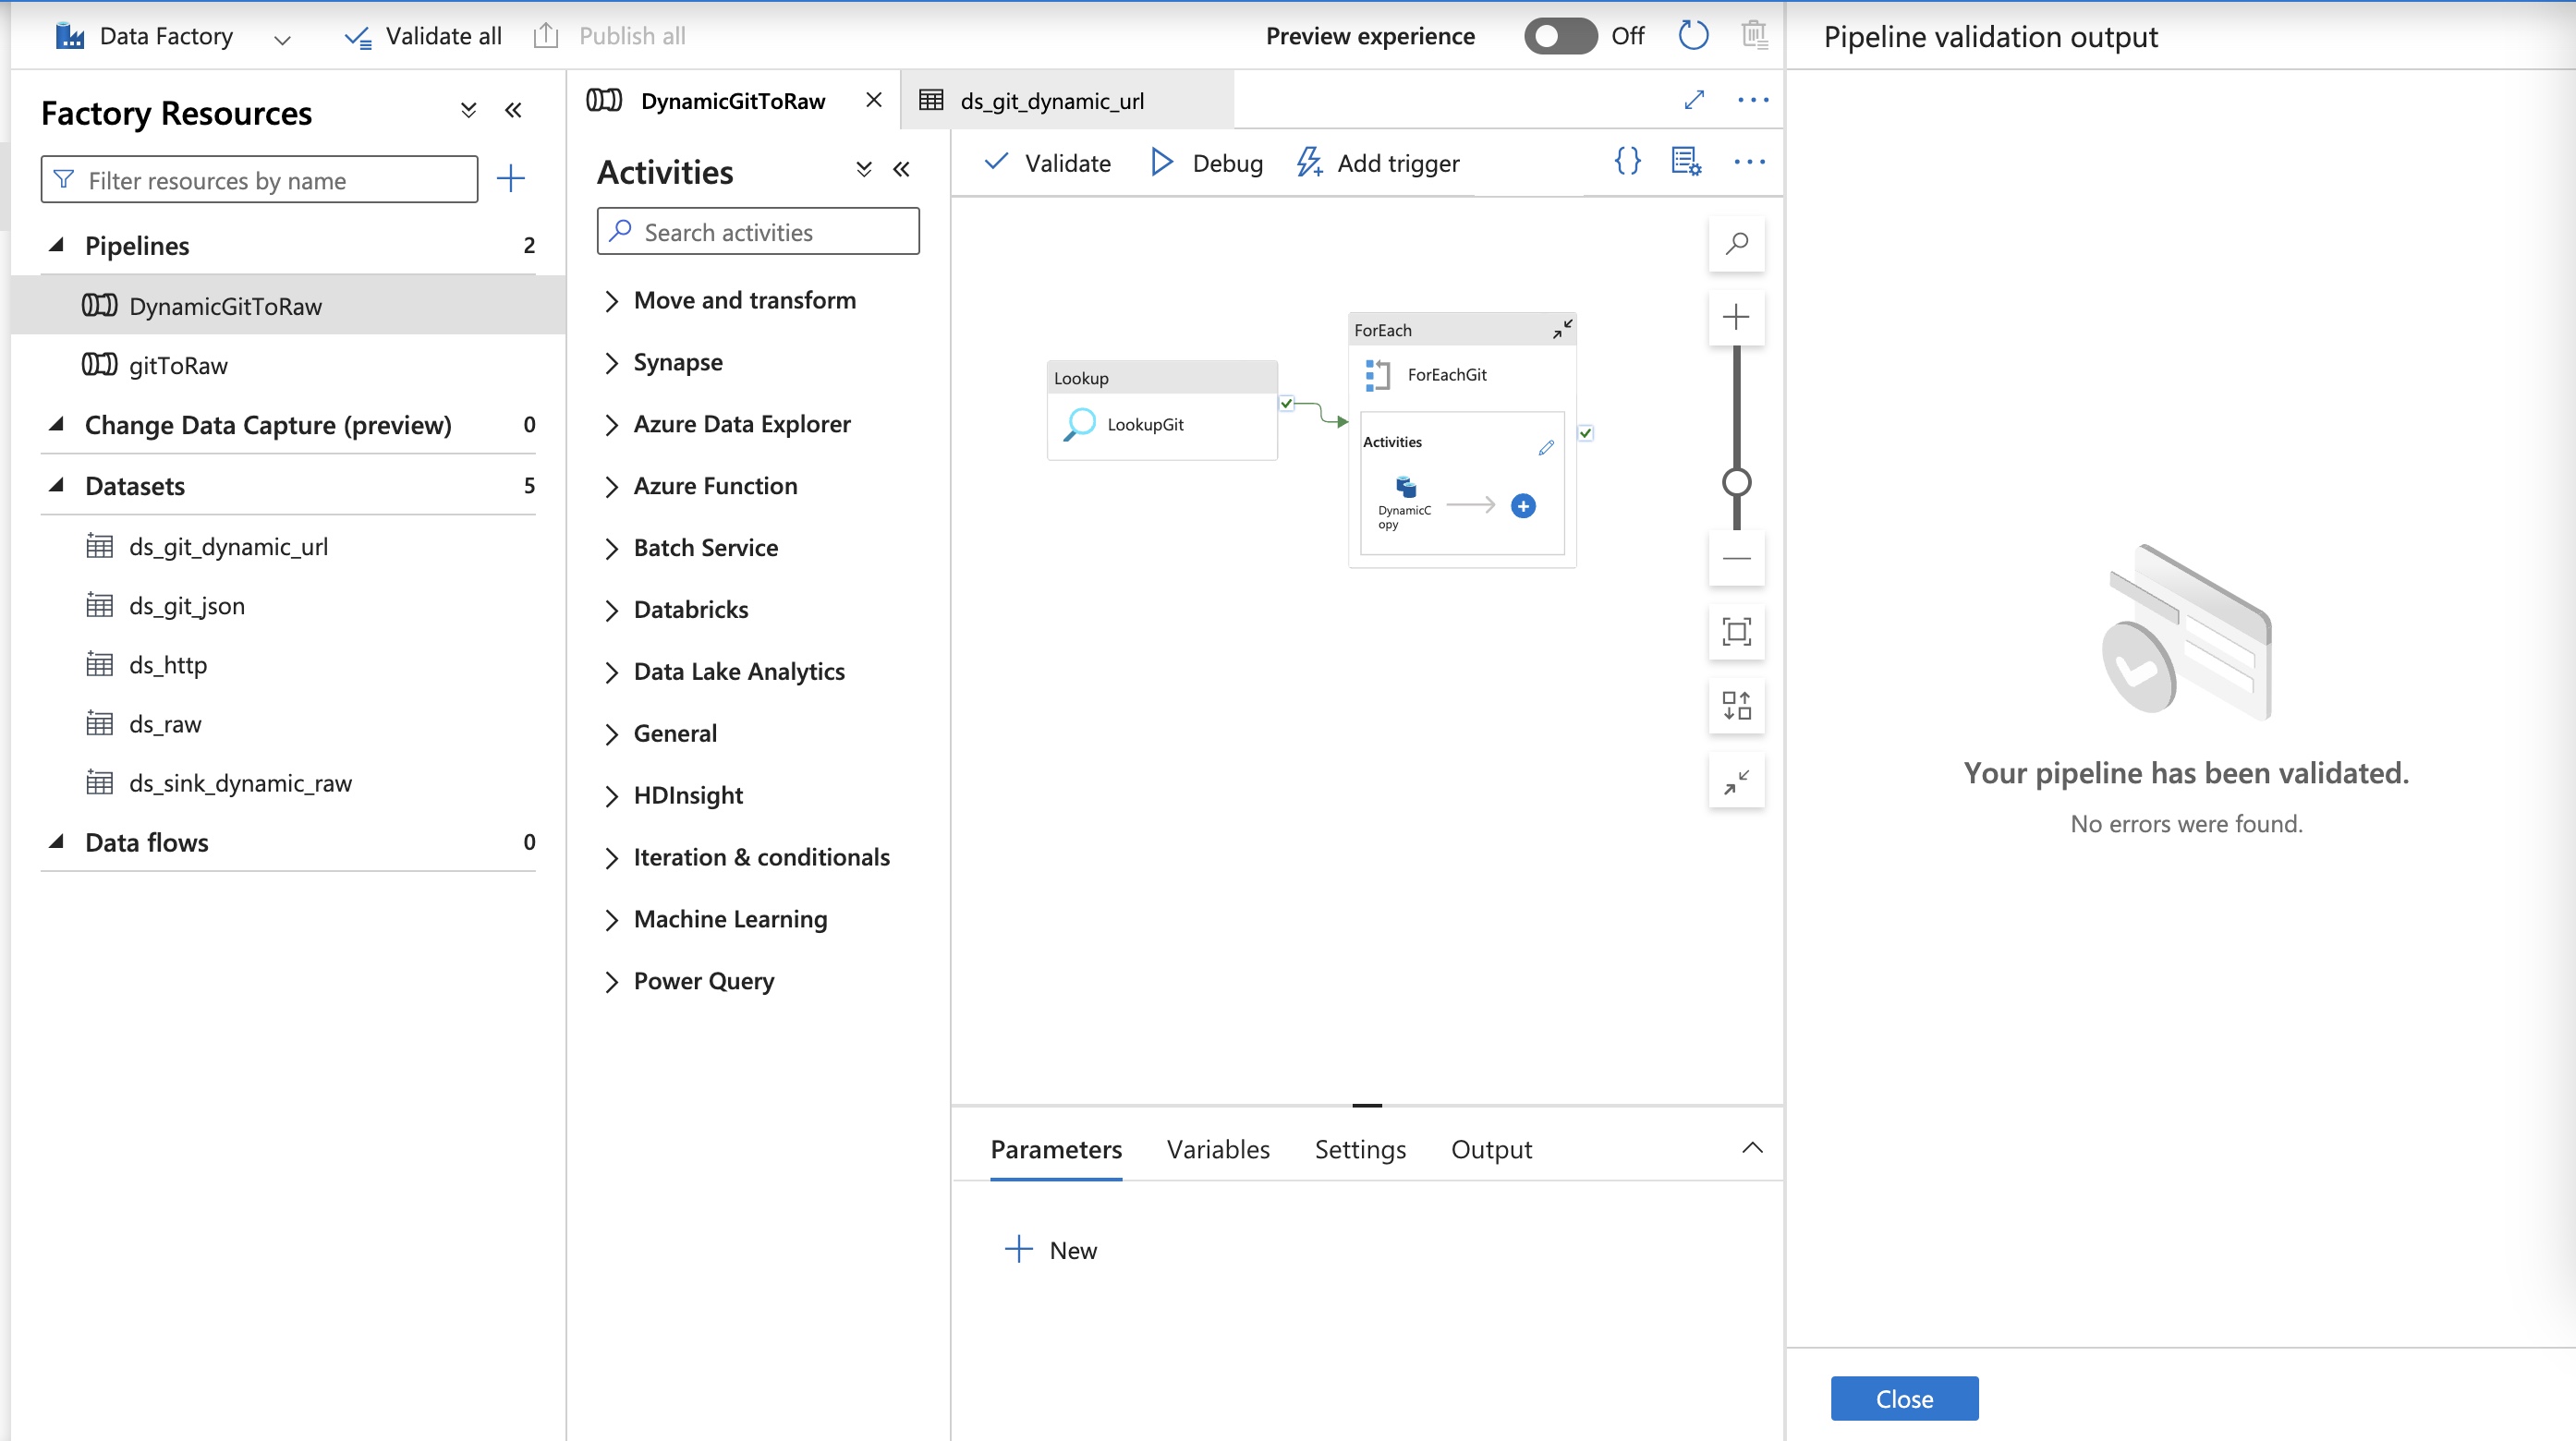 Data Factory
Validate all
Publish all
Preview experience
Off
Pipeline validation output
Factory Resources
Filter resources by name
Pipelines 2
DynamicGitToRaw
gitToRaw
Change Data Capture (preview) 0
Datasets 5
ds_git_dynamic_url
ds_git_json
ds_http
ds_raw
ds_sink_dynamic_raw
Data flows 0
DynamicGitToRaw
ds_git_dynamic_url
Activities
Search activities
Move and transform
Synapse
Azure Data Explorer
Azure Function
Batch Service
Databricks
Data Lake Analytics
General
HDInsight
Iteration & conditionals
Machine Learning
Power Query
Validate
Debug
Add trigger
Lookup
LookupGit
ForEach
ForEachGit
Activities
DynamicC
opy
Parameters
Variables
Settings
Output
New
Your pipeline has been validated.
No errors were found.
Close